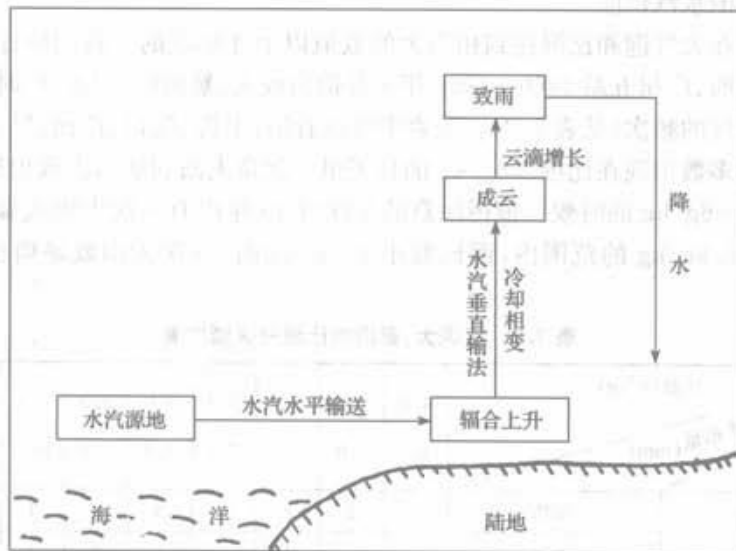 致雨
云滴增长
成云
降水
水汽垂直输法
冷却相变
水汽源地
水汽水平输送
辐合上升
海洋
陆地